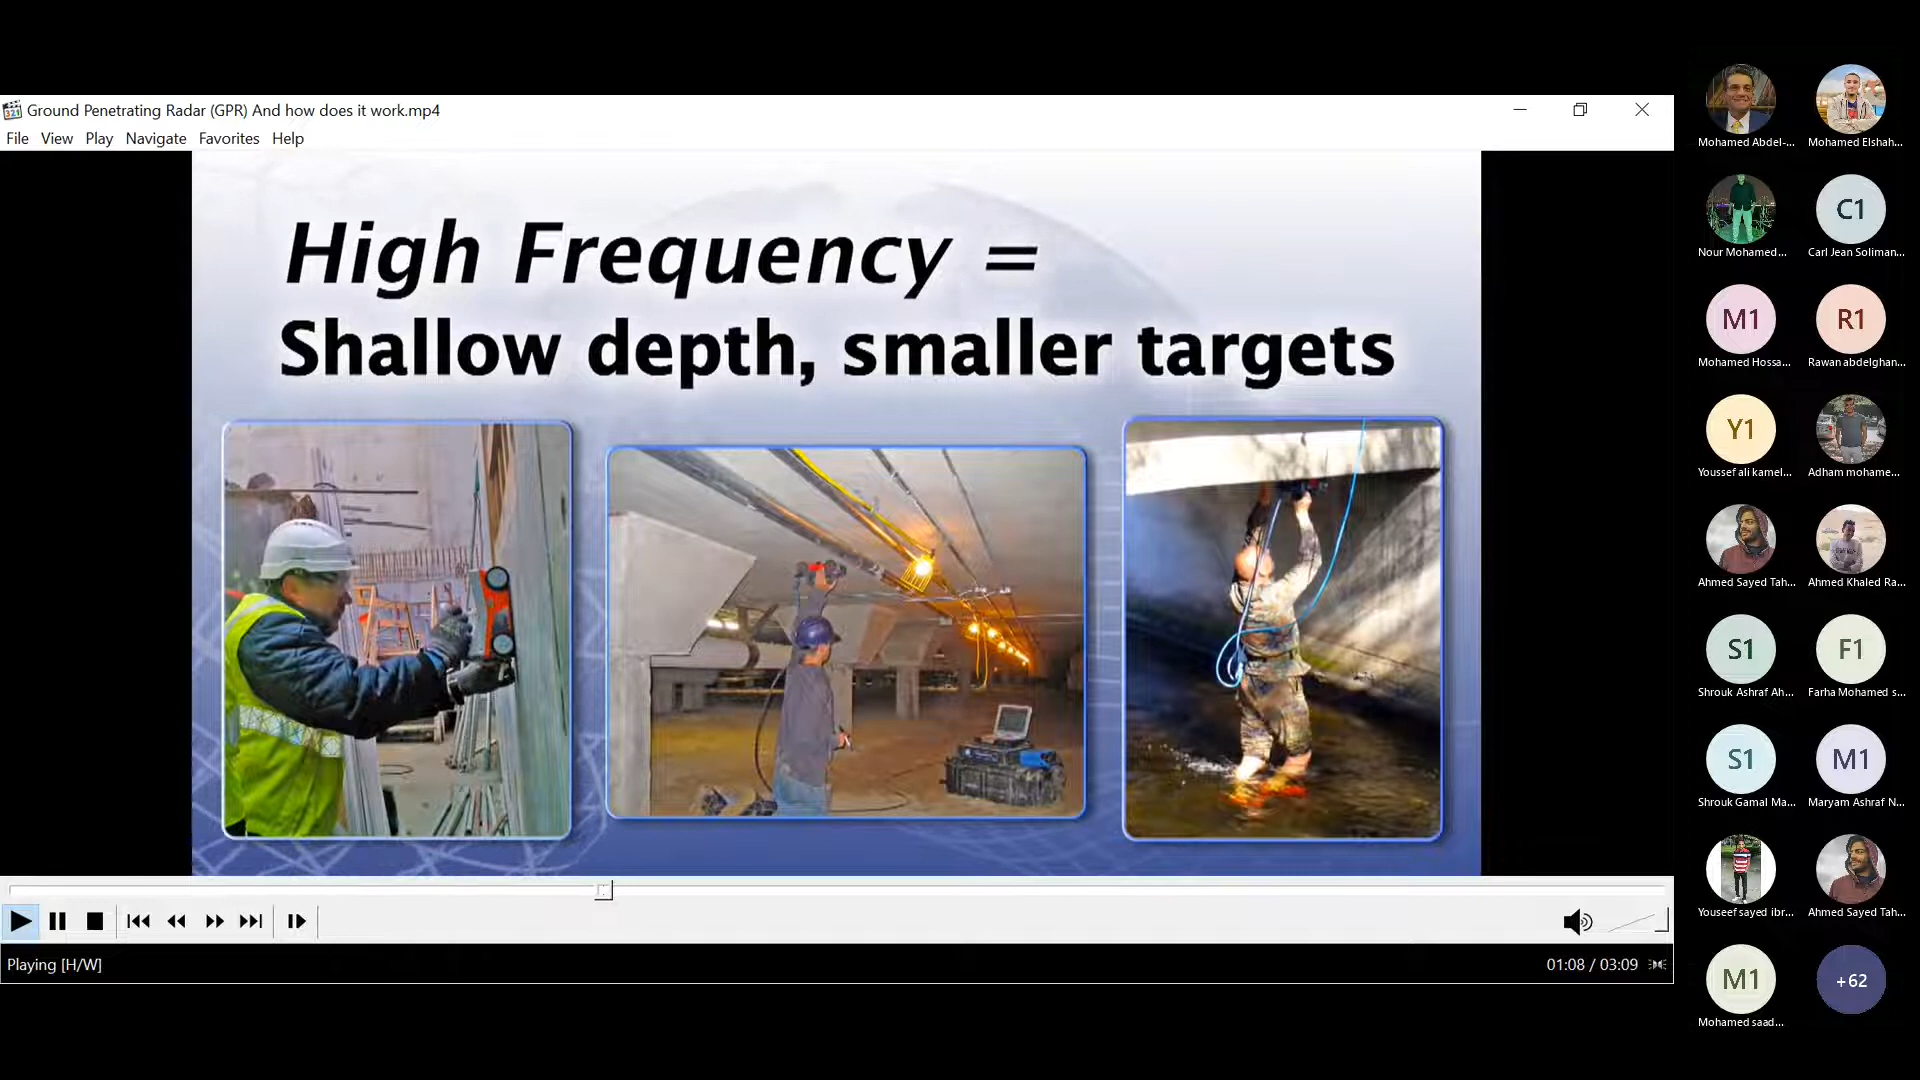 Ground Penetrating Radar (GPR) And how does it work.mp4
File View Play Navigate Favorites Help
High Frequency =
Shallow depth, smaller targets
Playing [H/W]
01:08 / 03:09
Mohamed Abdel-...
Mohamed Elshah...
Nour Mohamed...
C1
Carl Jean Soliman...
M1
Mohamed Hossa...
R1
Rawan abdelghan...
Y1
Youssef ali kamel...
Adham mohame...
Ahmed Sayed Tah...
Ahmed Khaled Ra...
S1
Shrouk Ashraf Ah...
F1
Farha Mohamed s...
S1
Shrouk Gamal Ma...
M1
Maryam Ashraf N...
Youseef sayed ibr...
Ahmed Sayed Tah...
M1
Mohamed saad...
+62